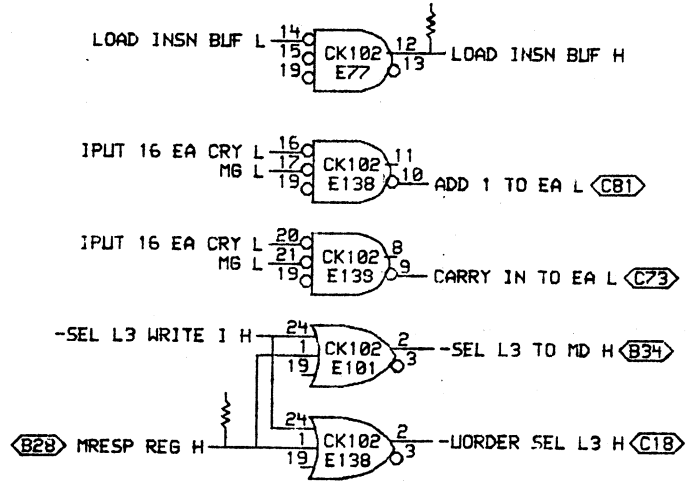 LOAD INSN BUF L 14 12 LOAD INSN BUF H
15 CK102 13
19 E77
IPUT 16 EA CRY L 16 11
MG L 17 CK102 10 ADD 1 TO EA L C81
19 E138
IPUT 16 EA CRY L 20 8
MG L 21 CK102 9 CARRY IN TO EA L C73
19 E139
-SEL L3 WRITE I H 24 2 -SEL L3 TO MD H B34
1 CK102 3
19 E101
24 2 -WORDER SEL L3 H C18
1 CK102 3
B28 MRESP REG H
19 E138